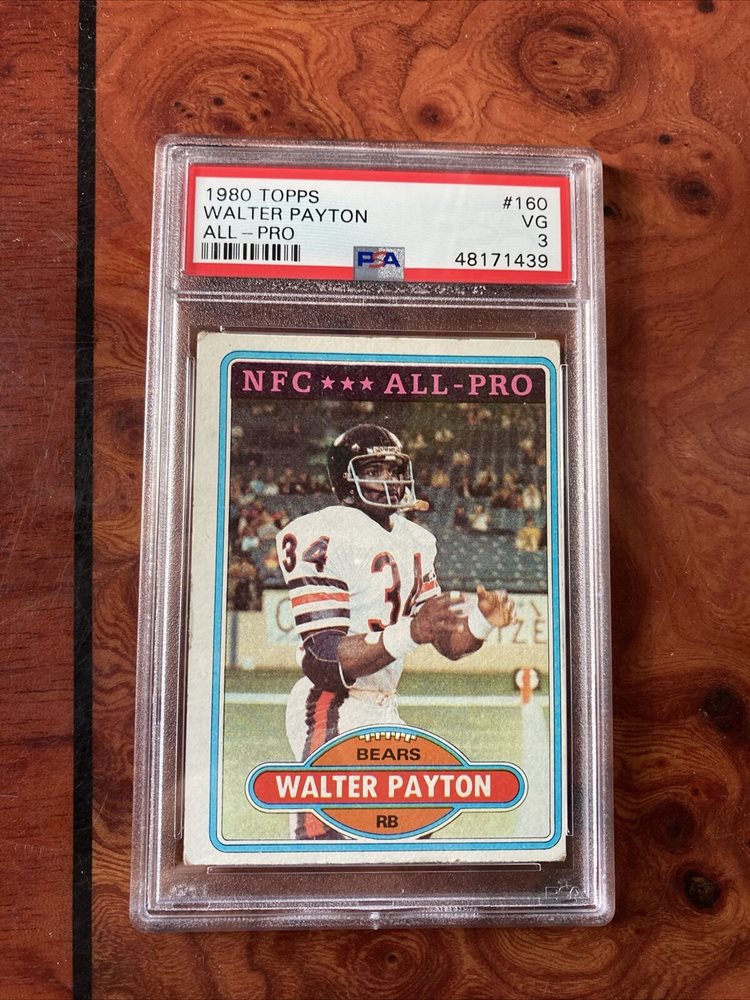 1980 TOPPS #160
WALTER PAYTON VG
ALL - PRO 3
PSA 48171439
NFC ★★★ ALL-PRO
34
34
BEARS
WALTER PAYTON
RB
PSA